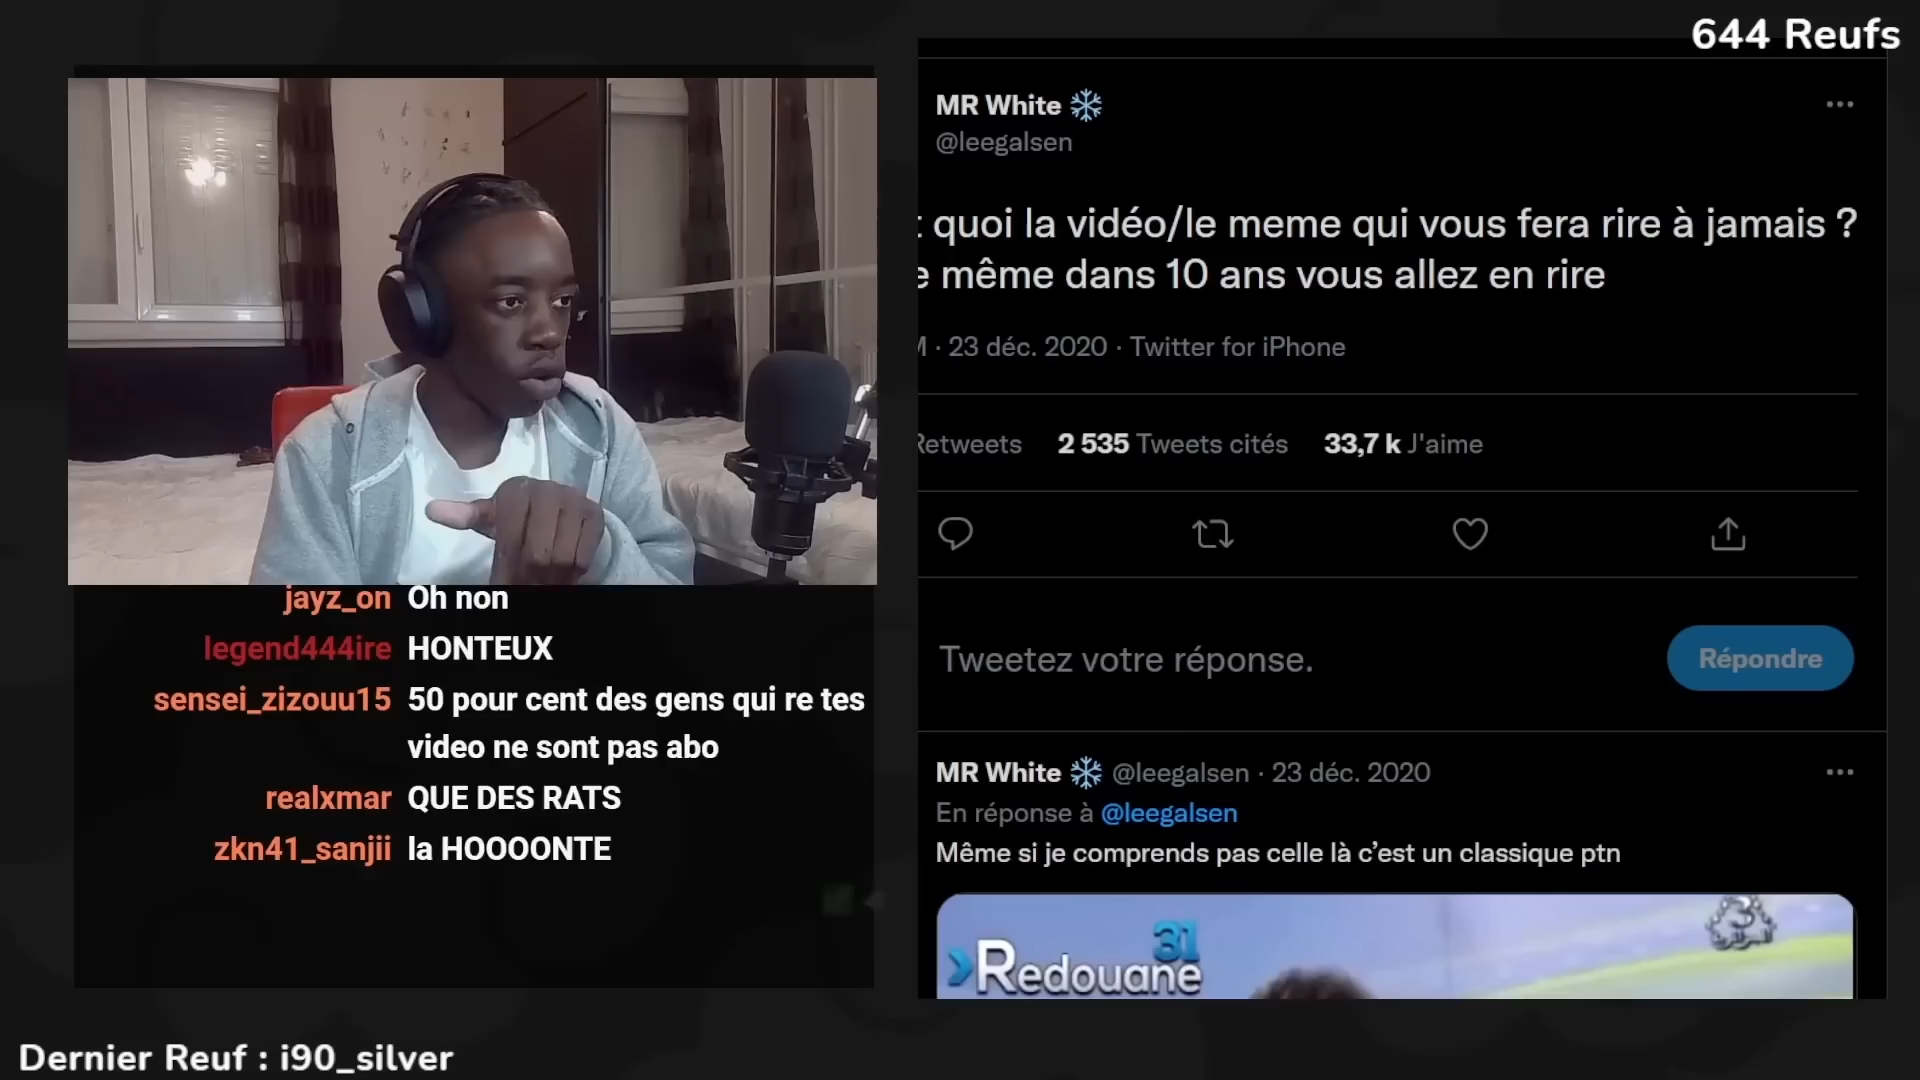 644 Reufs
MR White
@leegalsen
quoi la vidéo/le meme qui vous fera rire à jamais ?
même dans 10 ans vous allez en rire
· 23 déc. 2020 · Twitter for iPhone
Retweets 2 535 Tweets cités 33,7 k J'aime
Tweetez votre réponse.
Répondre
MR White @leegalsen · 23 déc. 2020
En réponse à @leegalsen
Même si je comprends pas celle là c’est un classique ptn
31
Redouane
3
jayz_on Oh non
legend444ire HONTEUX
sensei_zizouu15 50 pour cent des gens qui re tes
video ne sont pas abo
realxmar QUE DES RATS
zkn41_sanjii la HOOOONTE
Dernier Reuf : i90_silver